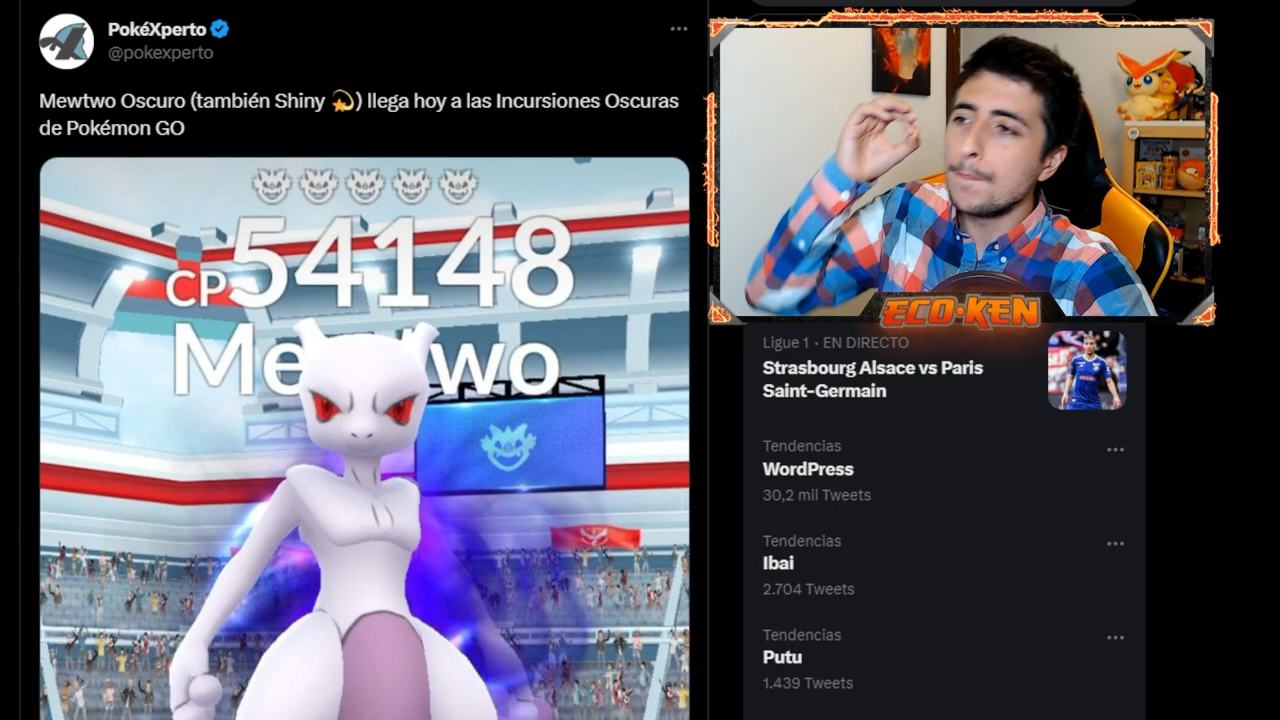 PokéXperto
@pokexperto
Mewtwo Oscuro (también Shiny 💫) llega hoy a las Incursiones Oscuras
de Pokémon GO
CP54148
Mewtwo
ECO·KEN
Ligue 1 · EN DIRECTO
Strasbourg Alsace vs Paris
Saint-Germain
Tendencias
WordPress
30,2 mil Tweets
Tendencias
Ibai
2.704 Tweets
Tendencias
Putu
1.439 Tweets